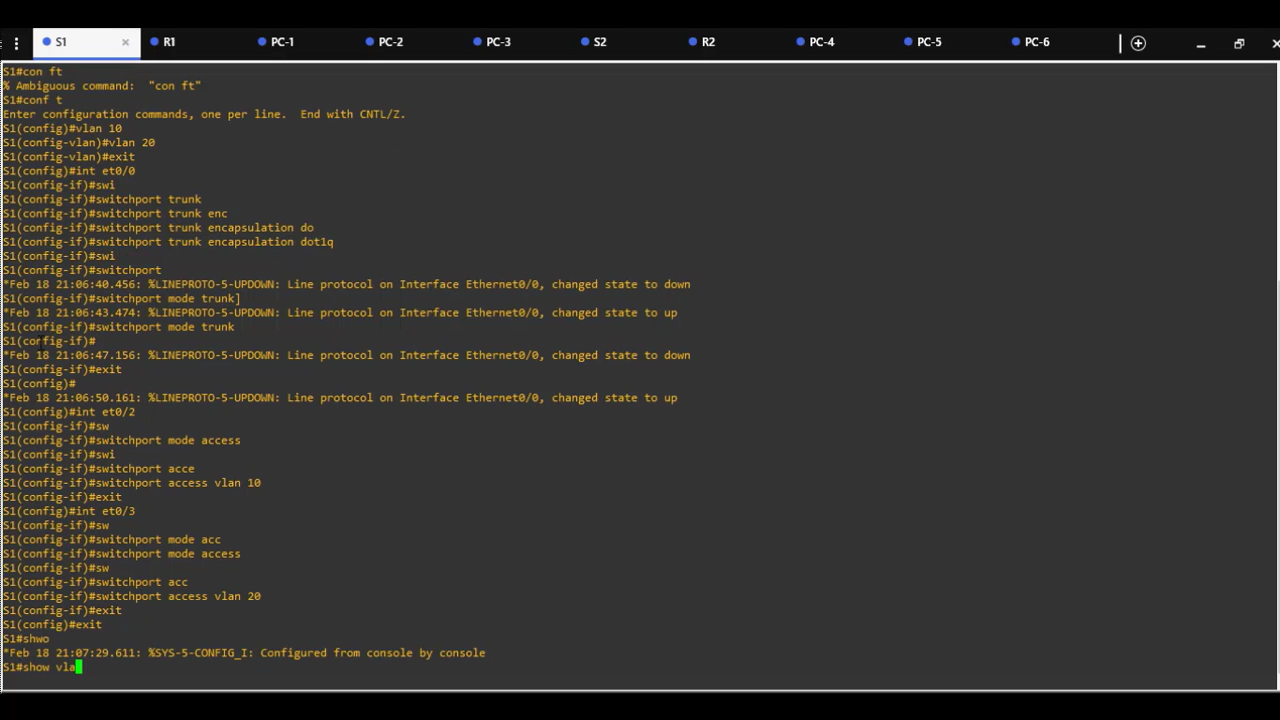 S1 × R1 PC-1 PC-2 PC-3 S2 R2 PC-4 PC-5 PC-6
S1#con ft
% Ambiguous command:  "con ft"
S1#conf t
Enter configuration commands, one per line.  End with CNTL/Z.
S1(config)#vlan 10
S1(config-vlan)#vlan 20
S1(config-vlan)#exit
S1(config)#int et0/0
S1(config-if)#swi
S1(config-if)#switchport trunk
S1(config-if)#switchport trunk enc
S1(config-if)#switchport trunk encapsulation do
S1(config-if)#switchport trunk encapsulation dot1q
S1(config-if)#swi
S1(config-if)#switchport
*Feb 18 21:06:40.456: %LINEPROTO-5-UPDOWN: Line protocol on Interface Ethernet0/0, changed state to down
S1(config-if)#switchport mode trunk]
*Feb 18 21:06:43.474: %LINEPROTO-5-UPDOWN: Line protocol on Interface Ethernet0/0, changed state to up
S1(config-if)#switchport mode trunk
S1(config-if)#
*Feb 18 21:06:47.156: %LINEPROTO-5-UPDOWN: Line protocol on Interface Ethernet0/0, changed state to down
S1(config-if)#exit
S1(config)#
*Feb 18 21:06:50.161: %LINEPROTO-5-UPDOWN: Line protocol on Interface Ethernet0/0, changed state to up
S1(config)#int et0/2
S1(config-if)#sw
S1(config-if)#switchport mode access
S1(config-if)#swi
S1(config-if)#switchport acce
S1(config-if)#switchport access vlan 10
S1(config-if)#exit
S1(config)#int et0/3
S1(config-if)#sw
S1(config-if)#switchport mode acc
S1(config-if)#switchport mode access
S1(config-if)#sw
S1(config-if)#switchport acc
S1(config-if)#switchport access vlan 20
S1(config-if)#exit
S1(config)#exit
S1#shwo
*Feb 18 21:07:29.611: %SYS-5-CONFIG_I: Configured from console by console
S1#show vla